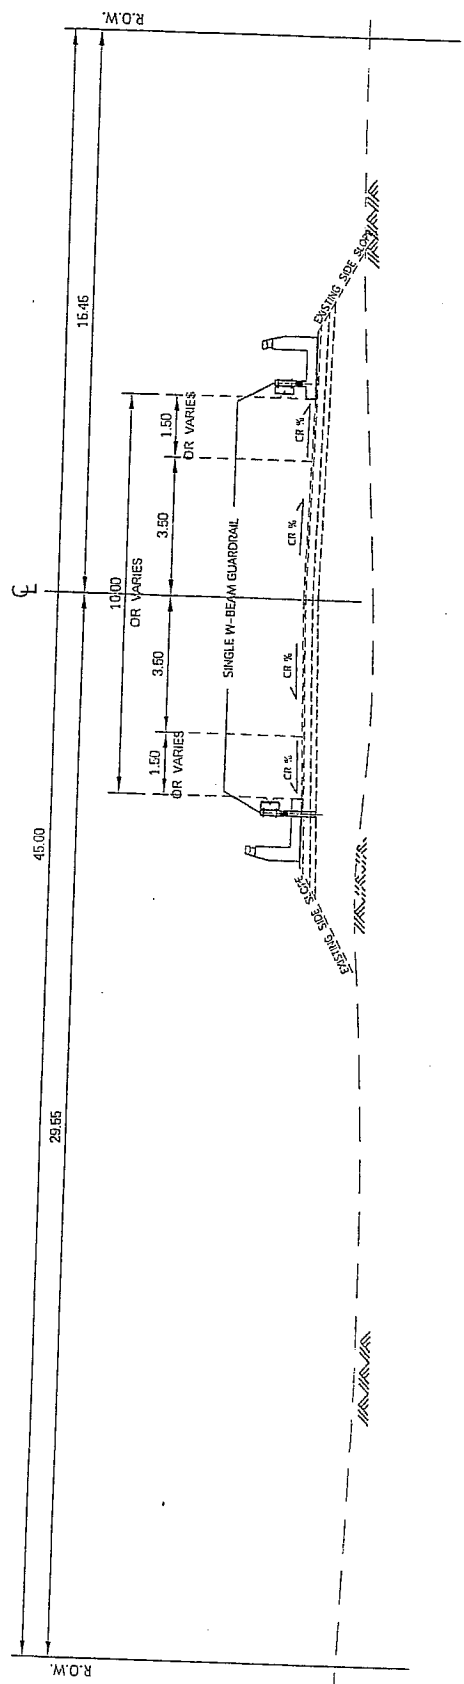 R.O.W.
R.O.W.
45.00
29.55
15.45
℄
10.00
OR VARIES
1.50
OR VARIES
3.50
3.50
1.50
OR VARIES
SINGLE W-BEAM GUARDRAIL
CR %
CR %
CR %
CR %
EXISTING SIDE SLOPE
EXISTING SIDE SLOPE